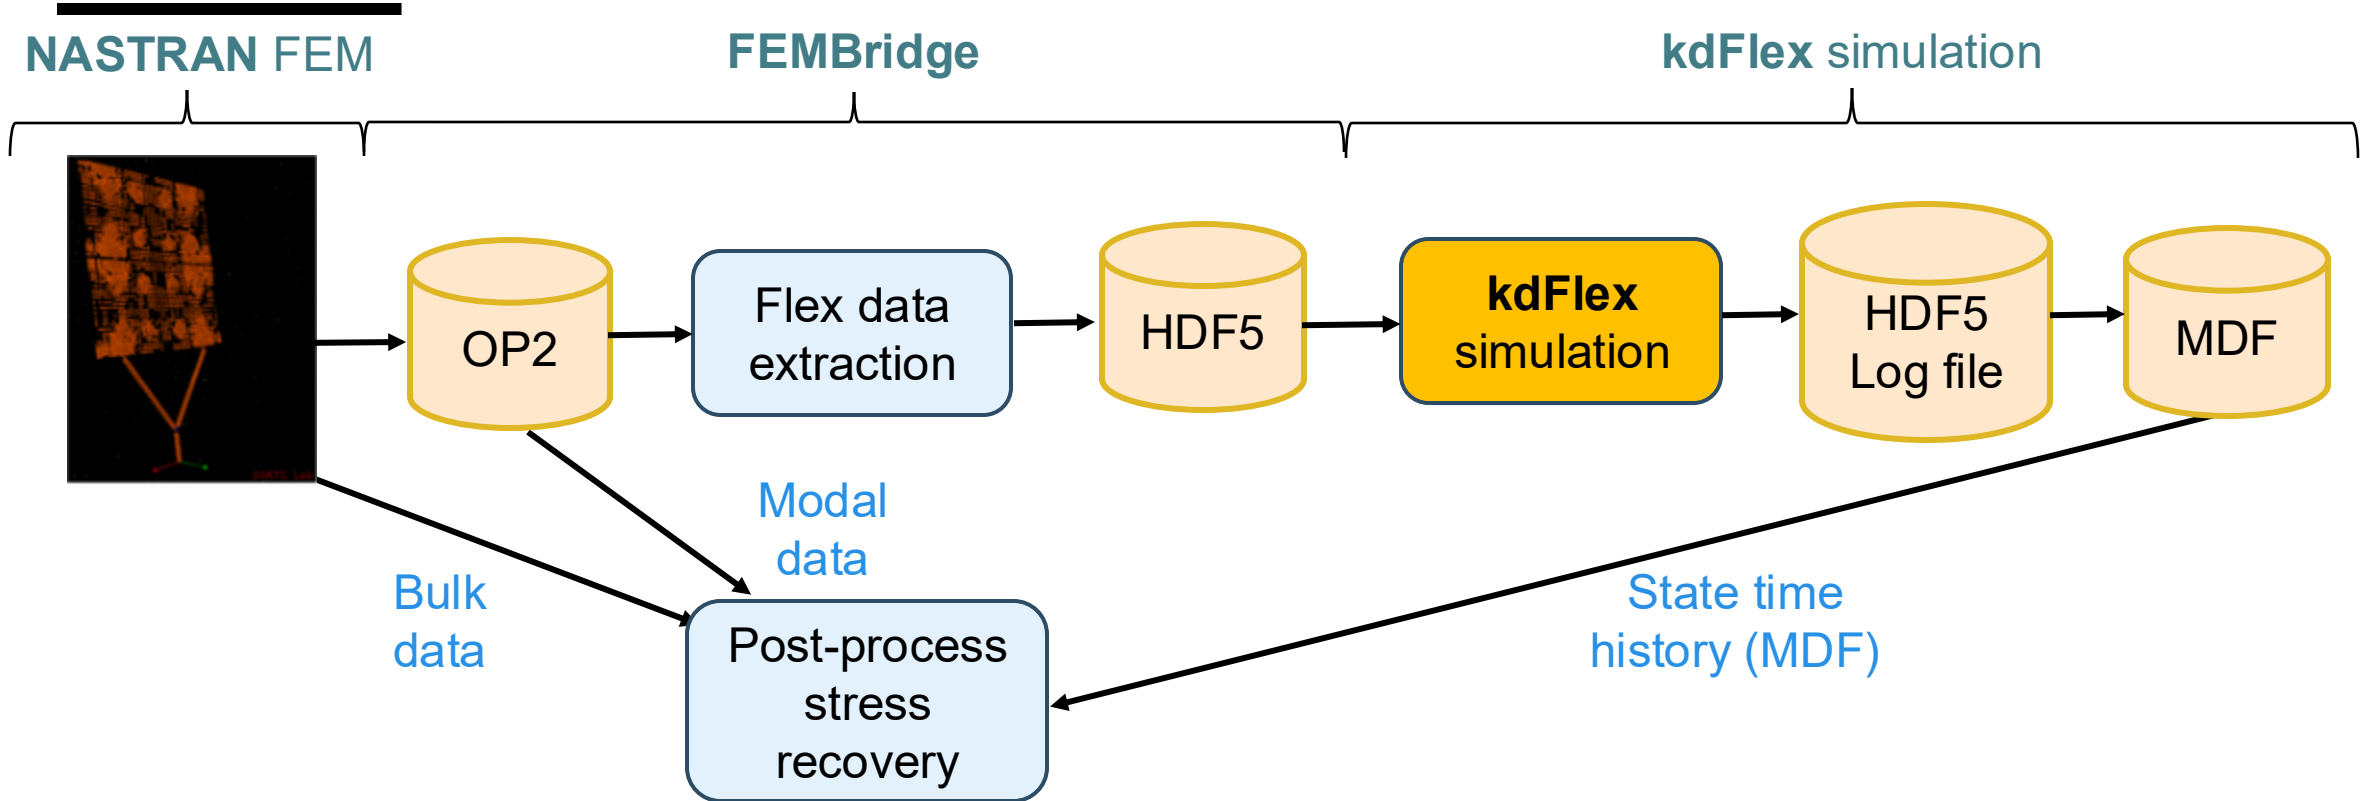 NASTRAN FEM
FEMBridge
kdFlex simulation
OP2
Flex data
extraction
HDF5
kdFlex
simulation
HDF5
Log file
MDF
Modal
data
Bulk
data
State time
history (MDF)
Post-process
stress
recovery